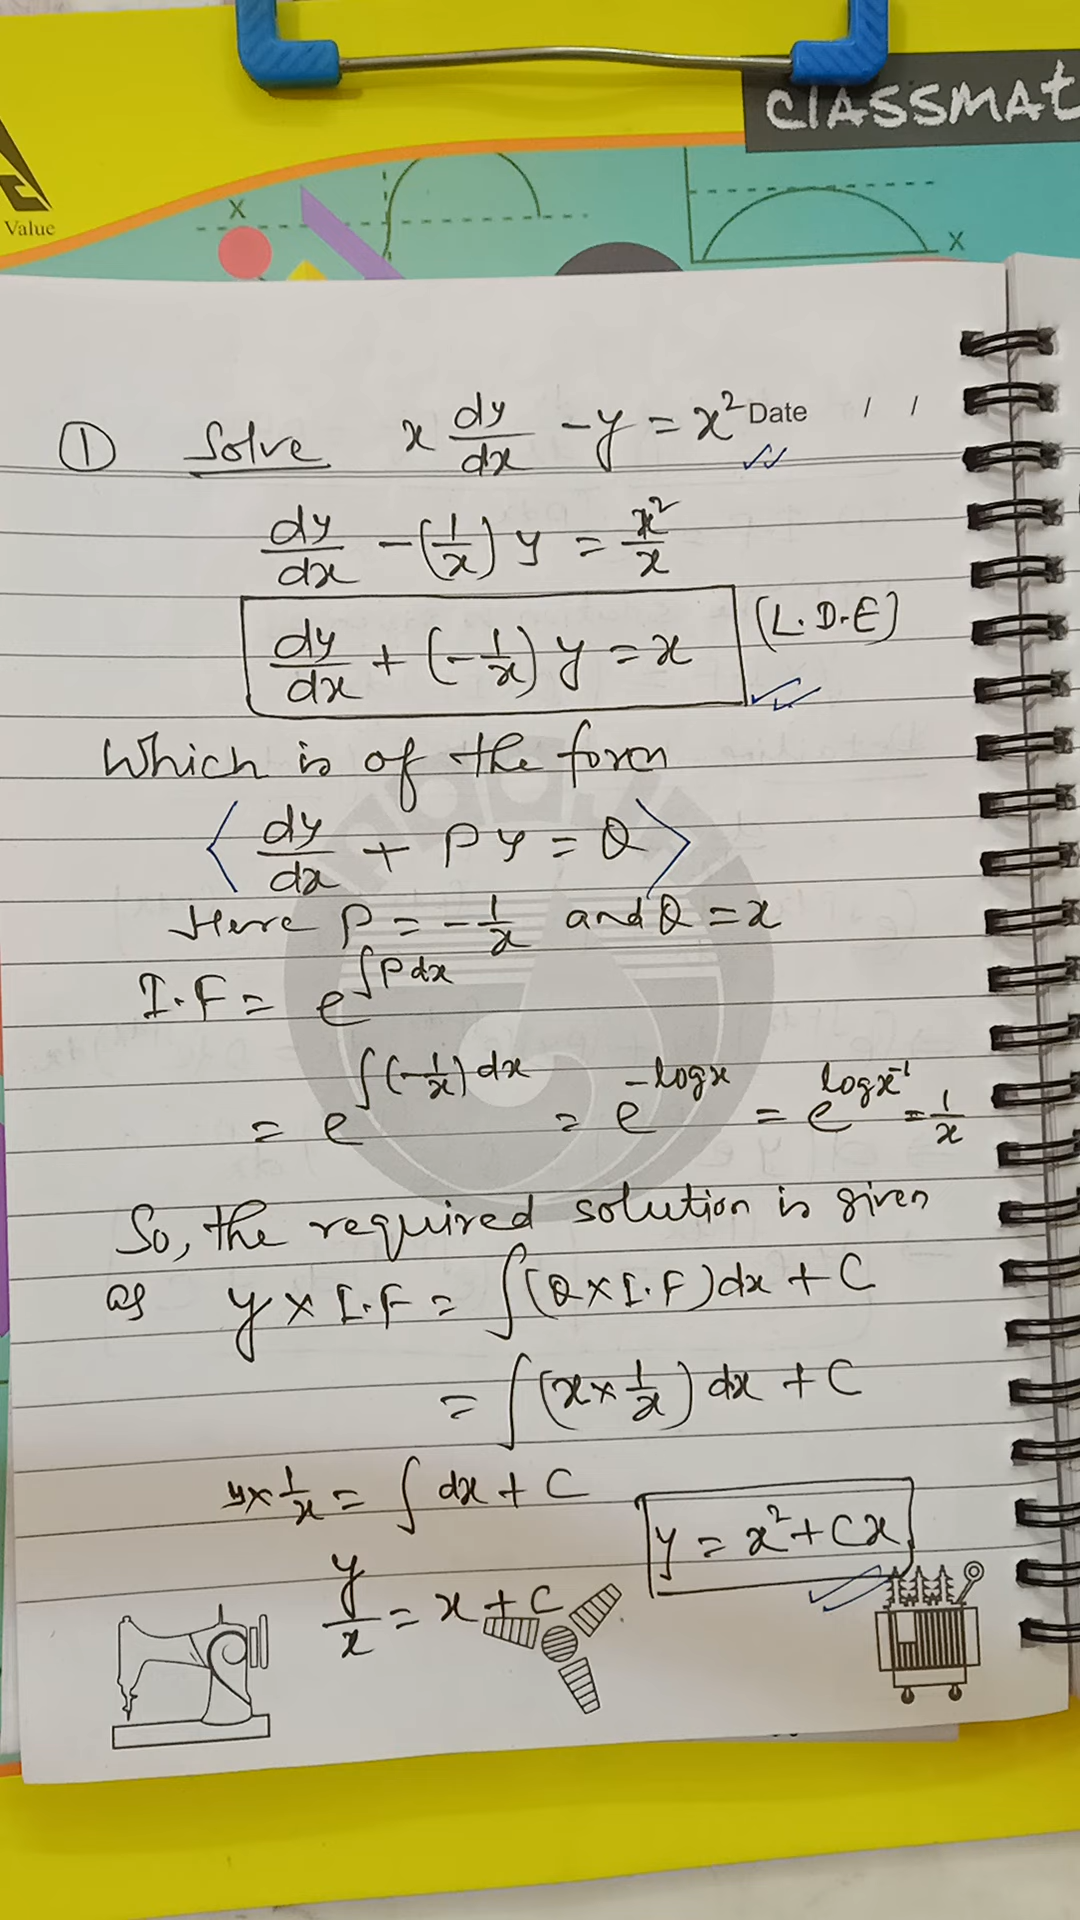 CLASSMAT
X
X
Value
Date / /
① Solve x dy/dx - y = x²
dy/dx - (1/x) y = x²/x
dy/dx + (-1/x) y = x (L.D.E)
Which is of the form
〈 dy/dx + Py = Q 〉
Here P = -1/x and Q = x
I.F = e^∫Pdx
= e^∫(-1/x)dx = e^-logx = e^logx⁻¹ = 1/x
So, the required solution is given
as y × I.F = ∫(Q×I.F)dx + C
= ∫(x×1/x) dx + C
y×1/x = ∫ dx + C
y/x = x + C
y = x² + Cx